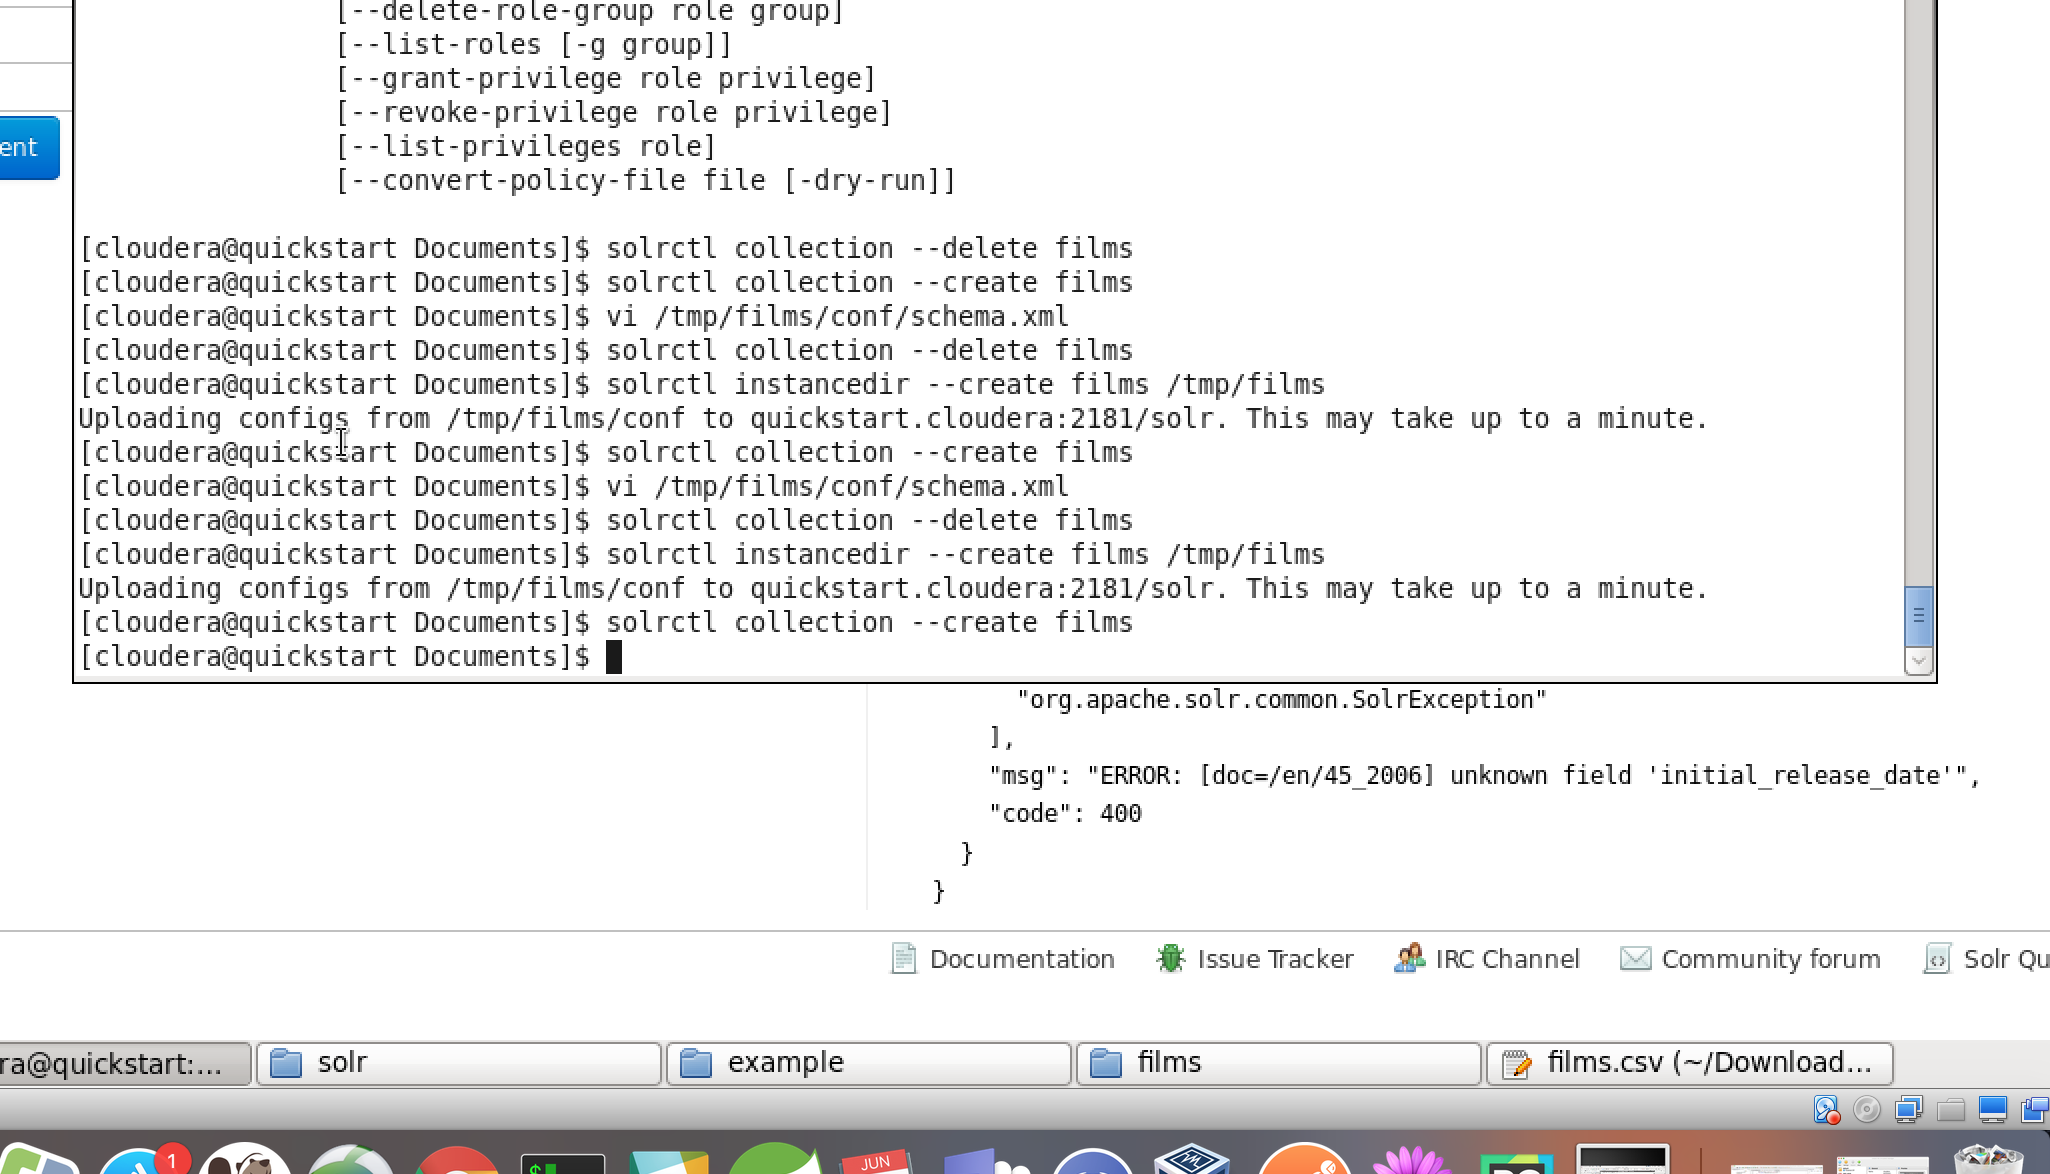 [--delete-role-group role group]
[--list-roles [-g group]]
[--grant-privilege role privilege]
[--revoke-privilege role privilege]
[--list-privileges role]
[--convert-policy-file file [-dry-run]]
ent
[cloudera@quickstart Documents]$ solrctl collection --delete films
[cloudera@quickstart Documents]$ solrctl collection --create films
[cloudera@quickstart Documents]$ vi /tmp/films/conf/schema.xml
[cloudera@quickstart Documents]$ solrctl collection --delete films
[cloudera@quickstart Documents]$ solrctl instancedir --create films /tmp/films
Uploading configs from /tmp/films/conf to quickstart.cloudera:2181/solr. This may take up to a minute.
[cloudera@quickstart Documents]$ solrctl collection --create films
[cloudera@quickstart Documents]$ vi /tmp/films/conf/schema.xml
[cloudera@quickstart Documents]$ solrctl collection --delete films
[cloudera@quickstart Documents]$ solrctl instancedir --create films /tmp/films
Uploading configs from /tmp/films/conf to quickstart.cloudera:2181/solr. This may take up to a minute.
[cloudera@quickstart Documents]$ solrctl collection --create films
[cloudera@quickstart Documents]$
"org.apache.solr.common.SolrException"
],
"msg": "ERROR: [doc=/en/45_2006] unknown field 'initial_release_date'",
"code": 400
}
}
Documentation Issue Tracker IRC Channel Community forum Solr Qu
ra@quickstart:... solr example films films.csv (~/Download...
1
$
JUN